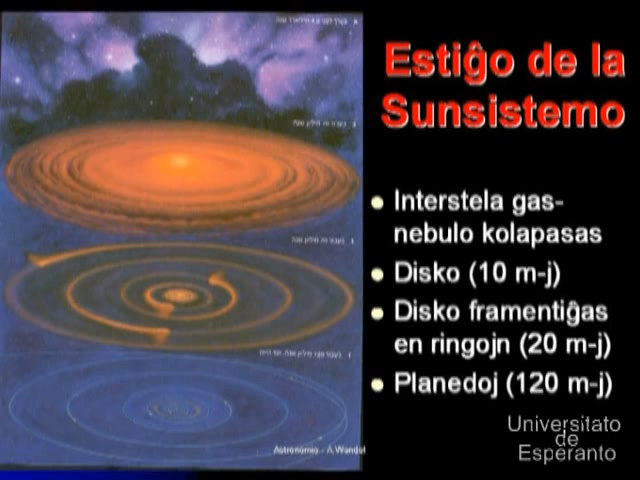 Estiĝo de la
Sunsistemo
Interstela gas-
nebulo kolapasas
Disko (10 m-j)
Disko framentiĝas
en ringojn (20 m-j)
Planedoj (120 m-j)
Astronomio - A.Wandel
Universitato
de
Esperanto